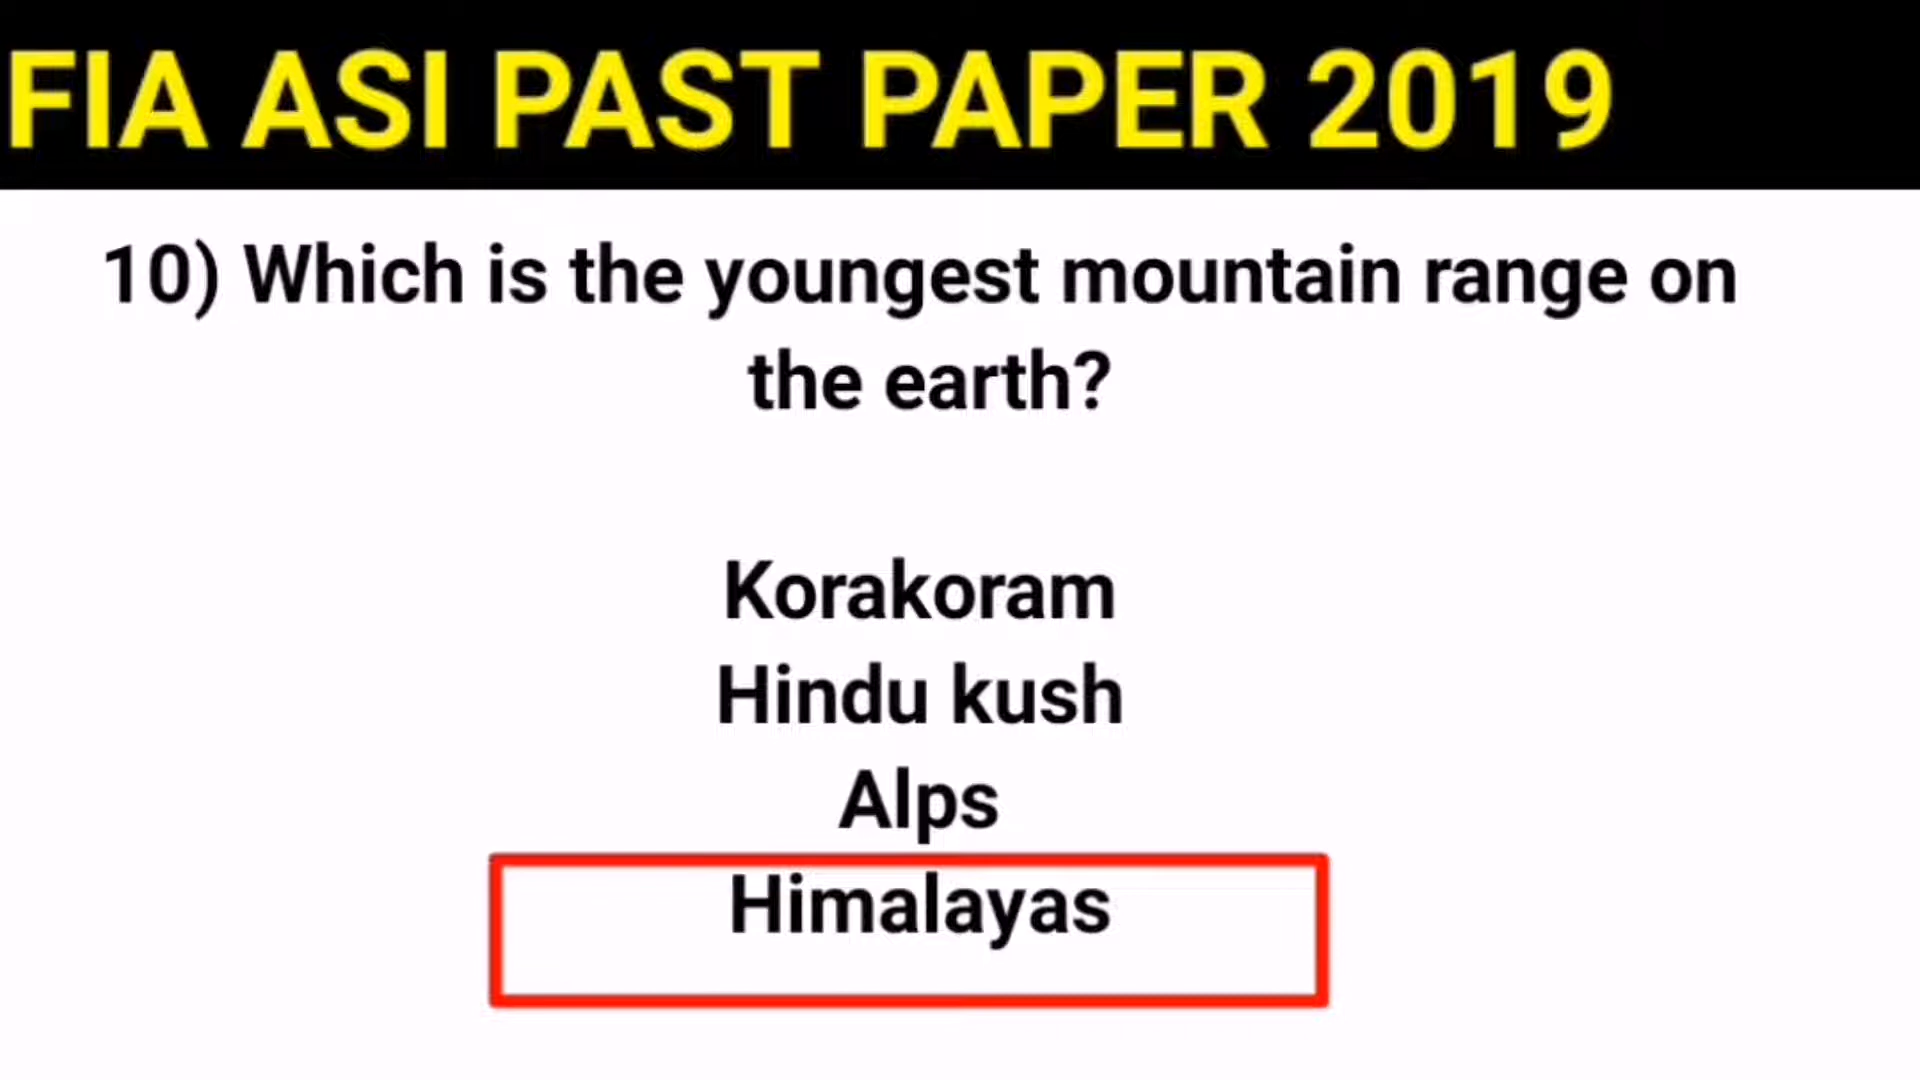 FIA ASI PAST PAPER 2019
10) Which is the youngest mountain range on
the earth?
Korakoram
Hindu kush
Alps
Himalayas